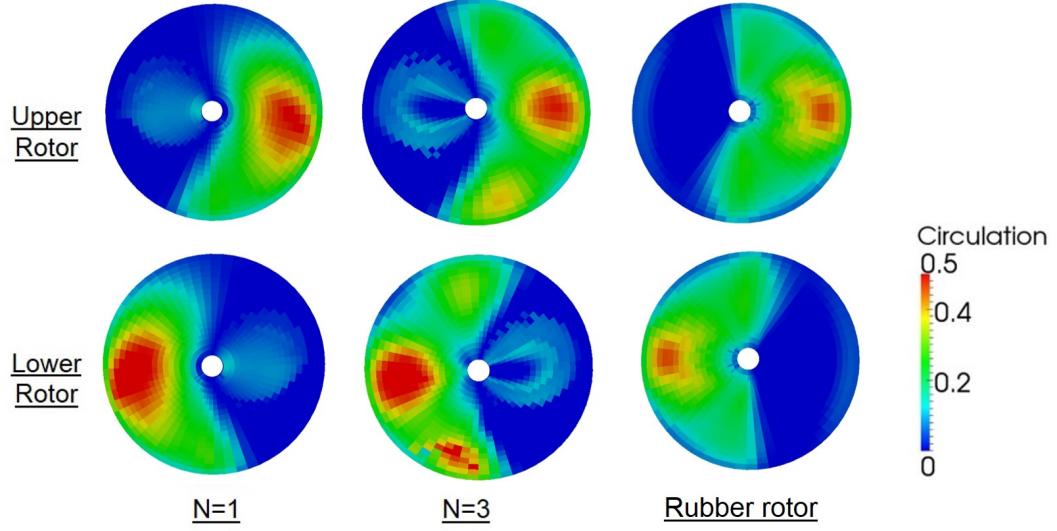 Upper
Rotor
Circulation
0.5
0.4
0.2
0
Lower
Rotor
N=1
N=3
Rubber rotor